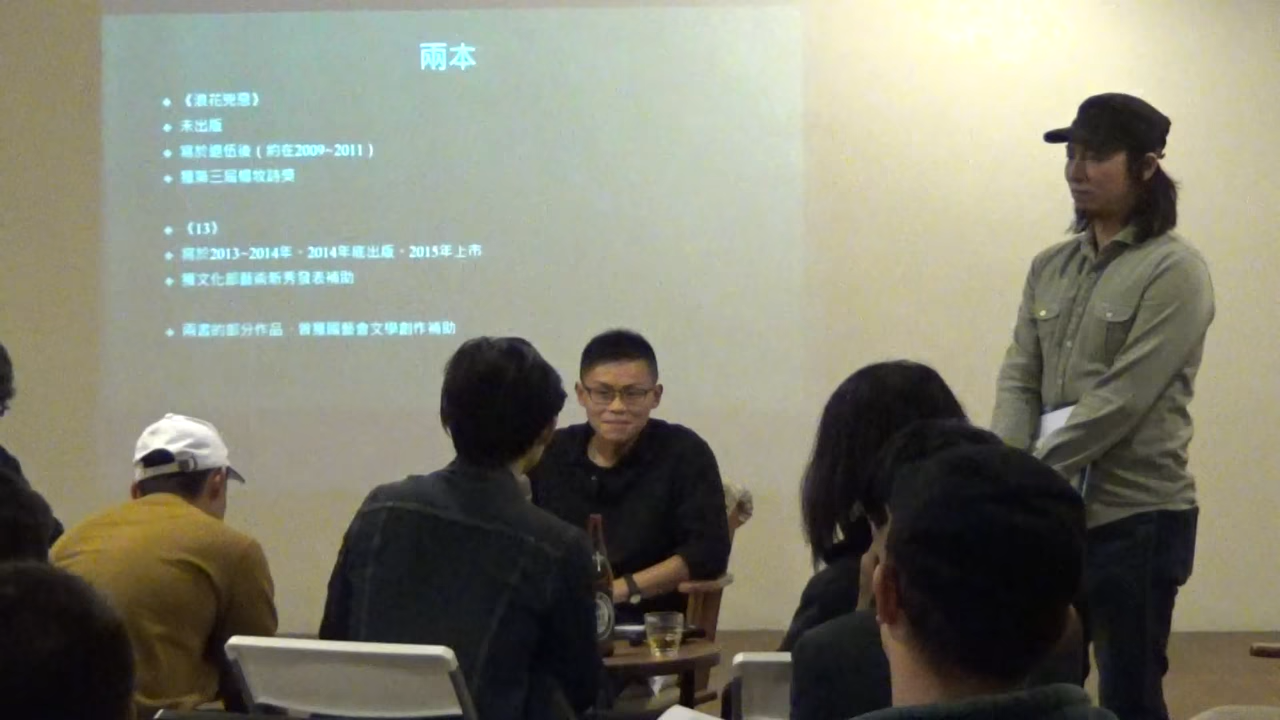 兩本
《浪花兇惡》
未出版
寫於退伍後（約在2009~2011）
獲第三屆楊牧詩獎
《13》
寫於2013~2014年，2014年底出版，2015年上市
獲文化部藝術新秀發表補助
兩書的部分作品，曾獲國藝會文學創作補助